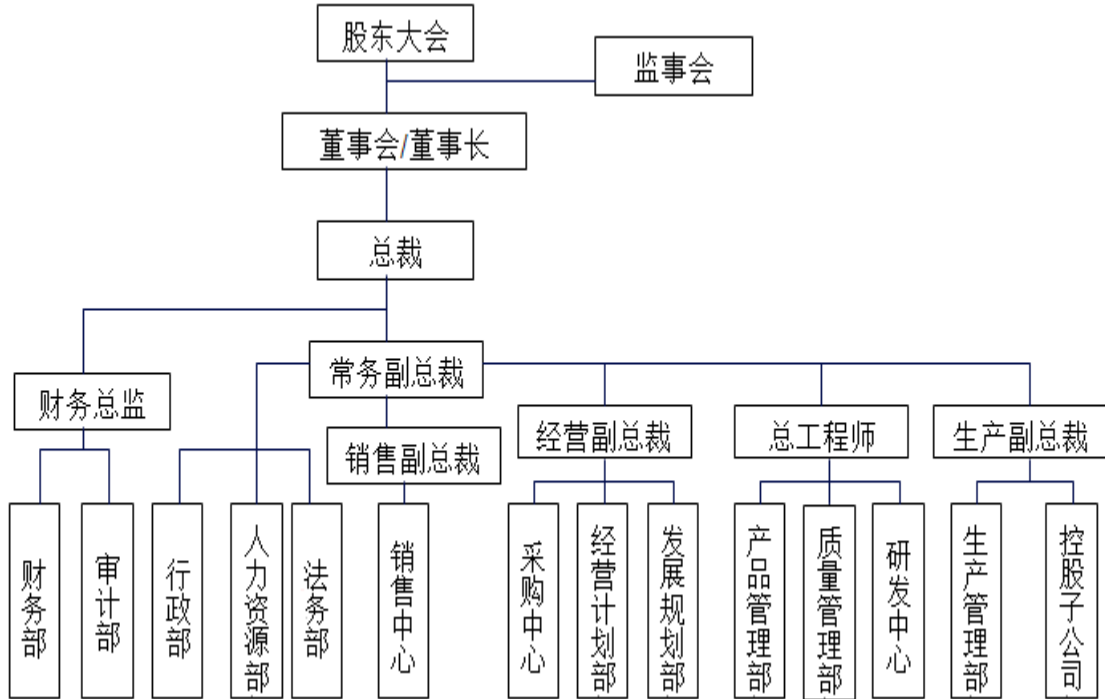 股东大会
监事会
董事会/董事长
总裁
常务副总裁
财务总监
经营副总裁
总工程师
生产副总裁
销售副总裁
财务部
审计部
行政部
人力资源部
法务部
销售中心
采购中心
经营计划部
发展规划部
产品管理部
质量管理部
研发中心
生产管理部
控股子公司